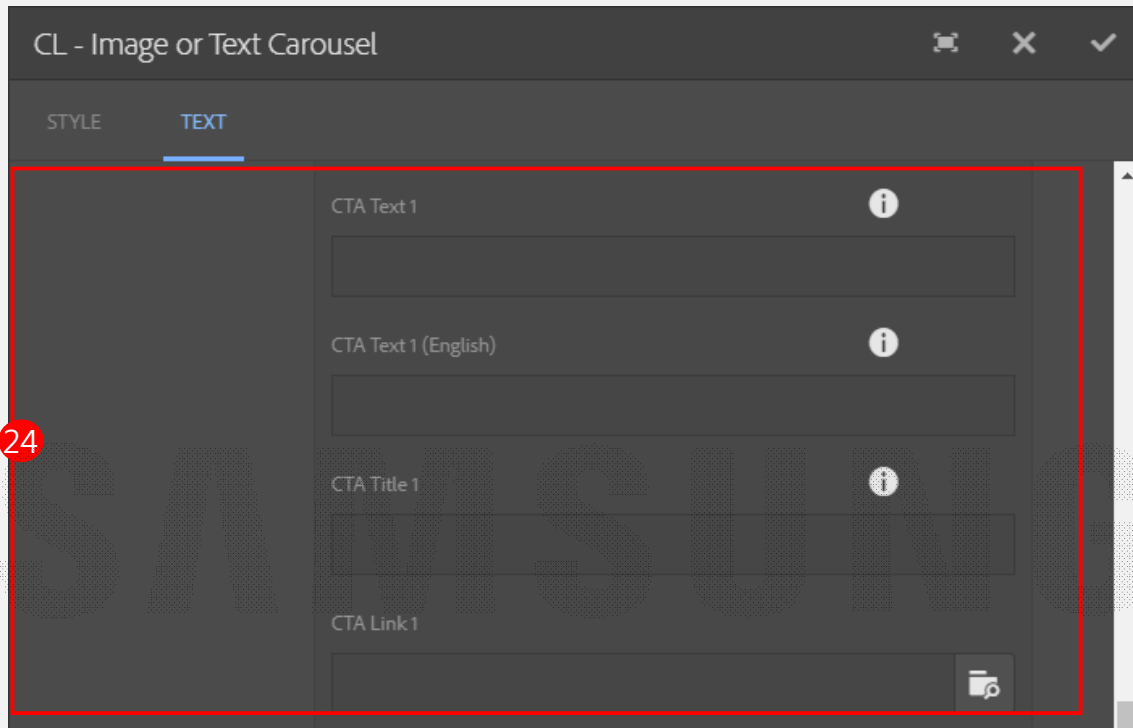 CL - Image or Text Carousel
STYLE
TEXT
CTA Text 1
CTA Text 1 (English)
24
SAMSUNG
CTA Title 1
CTA Link 1